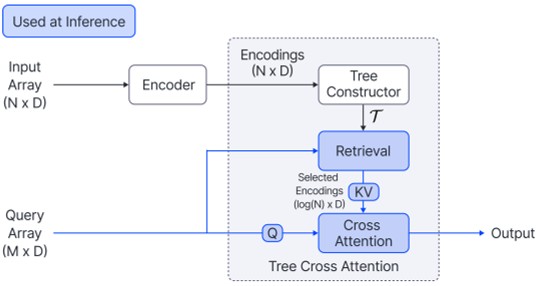 Used at Inference
Input
Array
(N x D)
Encoder
Encodings
(N x D)
Tree
Constructor
𝒯
Retrieval
Selected
Encodings
(log(N) x D)
KV
Query
Array
(M x D)
Q
Cross
Attention
Output
Tree Cross Attention